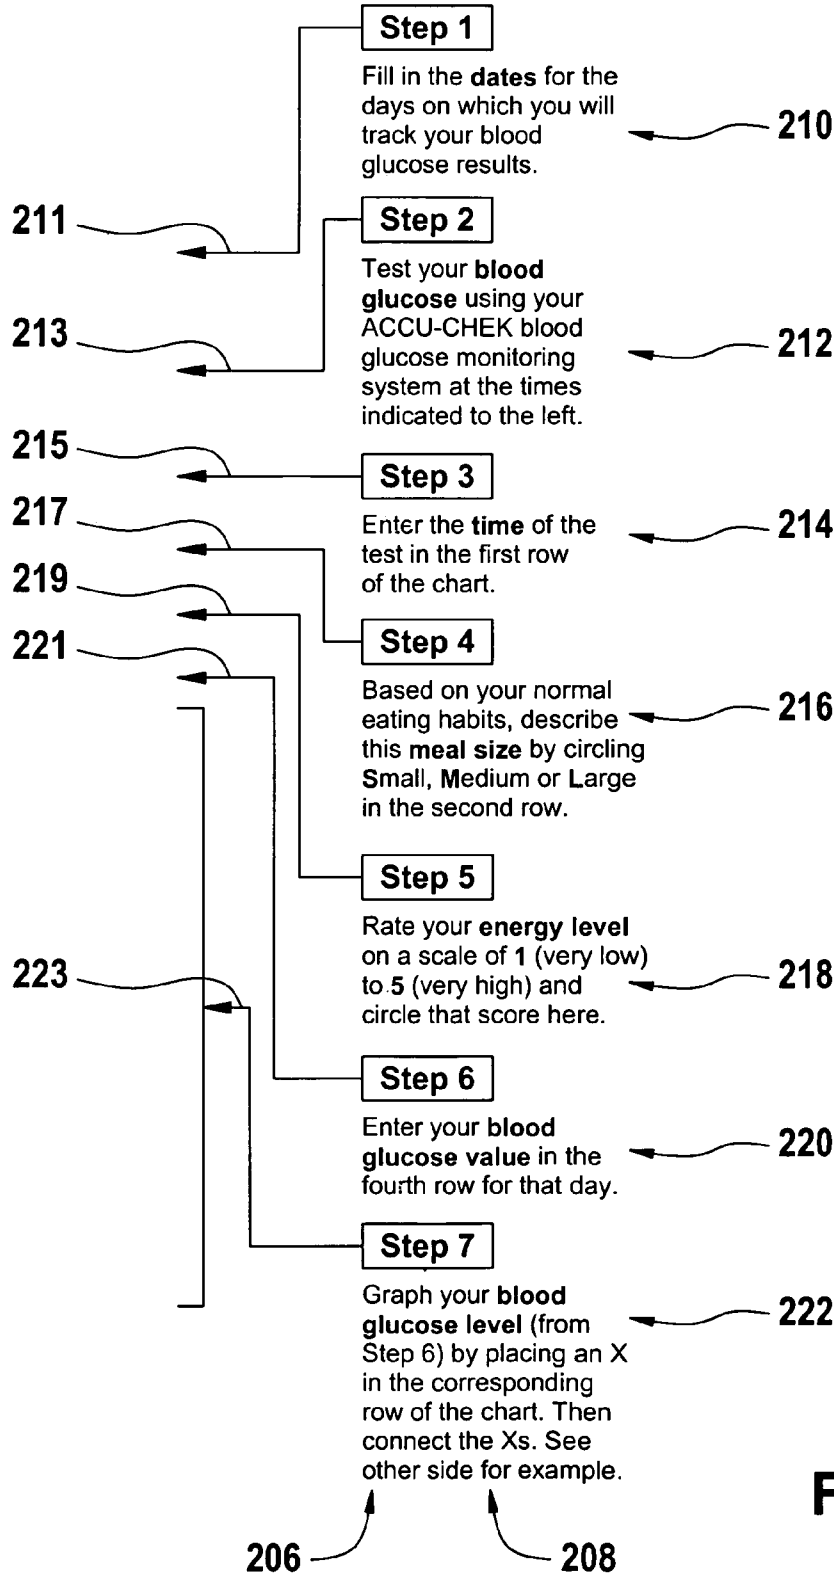 Step 1
Fill in the dates for the
days on which you will
track your blood
glucose results.
210
211
Step 2
Test your blood
glucose using your
ACCU-CHEK blood
glucose monitoring
system at the times
indicated to the left.
213
212
215
Step 3
217
Enter the time of the
test in the first row
of the chart.
214
219
221
Step 4
Based on your normal
eating habits, describe
this meal size by circling
Small, Medium or Large
in the second row.
216
Step 5
Rate your energy level
on a scale of 1 (very low)
to 5 (very high) and
circle that score here.
223
218
Step 6
Enter your blood
glucose value in the
fourth row for that day.
220
Step 7
Graph your blood
glucose level (from
Step 6) by placing an X
in the corresponding
row of the chart. Then
connect the Xs. See
other side for example.
222
F
206
208